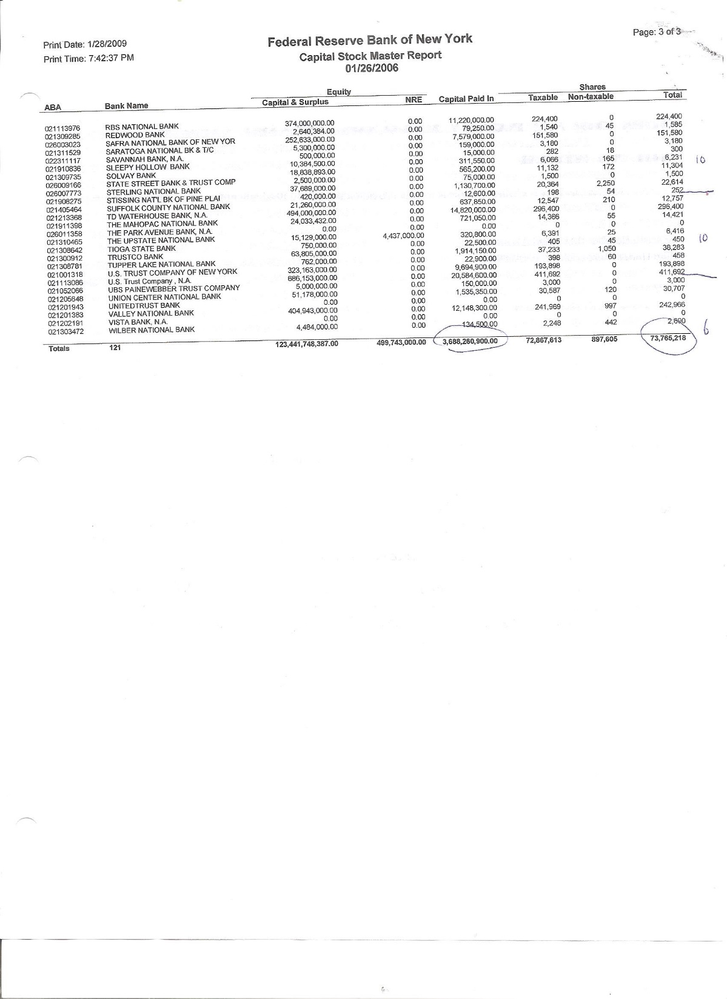 Print Date: 1/28/2009
Print Time: 7:42:37 PM
Federal Reserve Bank of New York
Capital Stock Master Report
01/26/2006
Page: 3 of 3
Equity Shares
ABA Bank Name Capital & Surplus NRE Capital Paid In Taxable Non-taxable Total
021113976 RBS NATIONAL BANK 374,000,000.00 0.00 11,220,000.00 224,400 0 224,400
021309285 REDWOOD BANK 2,640,384.00 0.00 79,250.00 1,540 45 1,585
026003023 SAFRA NATIONAL BANK OF NEW YOR 252,633,000.00 0.00 7,579,000.00 151,580 0 151,580
021311529 SARATOGA NATIONAL BK & T/C 5,300,000.00 0.00 159,000.00 3,180 0 3,180
022311117 SAVANNAH BANK, N.A. 500,000.00 0.00 15,000.00 282 18 300
021910836 SLEEPY HOLLOW BANK 10,384,500.00 0.00 311,550.00 6,066 165 6,231 10
021309735 SOLVAY BANK 18,838,893.00 0.00 565,200.00 11,132 172 11,304
026009166 STATE STREET BANK & TRUST COMP 2,500,000.00 0.00 75,000.00 1,500 0 1,500
026007773 STERLING NATIONAL BANK 37,689,000.00 0.00 1,130,700.00 20,364 2,250 22,614
021908275 STISSING NAT'L BK OF PINE PLAI 420,000.00 0.00 12,600.00 198 54 252
021405464 SUFFOLK COUNTY NATIONAL BANK 21,260,000.00 0.00 637,850.00 12,547 210 12,757
021213368 TD WATERHOUSE BANK, N.A. 494,000,000.00 0.00 14,820,000.00 296,400 0 296,400
021911398 THE MAHOPAC NATIONAL BANK 24,033,432.00 0.00 721,050.00 14,366 55 14,421
026011358 THE PARK AVENUE BANK, N.A. 0.00 0.00 0.00 0 0 0
021310465 THE UPSTATE NATIONAL BANK 15,129,000.00 4,437,000.00 320,800.00 6,391 25 6,416
021308642 TIOGA STATE BANK 750,000.00 0.00 22,500.00 405 45 450 10
021300912 TRUSTCO BANK 63,805,000.00 0.00 1,914,150.00 37,233 1,050 38,283
021308781 TUPPER LAKE NATIONAL BANK 762,000.00 0.00 22,900.00 398 60 458
021001318 U.S. TRUST COMPANY OF NEW YORK 323,163,000.00 0.00 9,694,900.00 193,898 0 193,898
021113086 U.S. Trust Company , N.A. 686,153,000.00 0.00 20,584,600.00 411,692 0 411,692
021052066 UBS PAINEWEBBER TRUST COMPANY 5,000,000.00 0.00 150,000.00 3,000 0 3,000
021205648 UNION CENTER NATIONAL BANK 51,178,000.00 0.00 1,535,350.00 30,587 120 30,707
021201943 UNITEDTRUST BANK 0.00 0.00 0.00 0 0 0
021201383 VALLEY NATIONAL BANK 404,943,000.00 0.00 12,148,300.00 241,969 997 242,966
021202191 VISTA BANK, N.A. 0.00 0.00 0.00 0 0 0
021303472 WILBER NATIONAL BANK 4,484,000.00 0.00 134,500.00 2,248 442 2,690 6
Totals 121 123,441,748,387.00 499,743,000.00 3,688,260,900.00 72,867,613 897,605 73,765,218